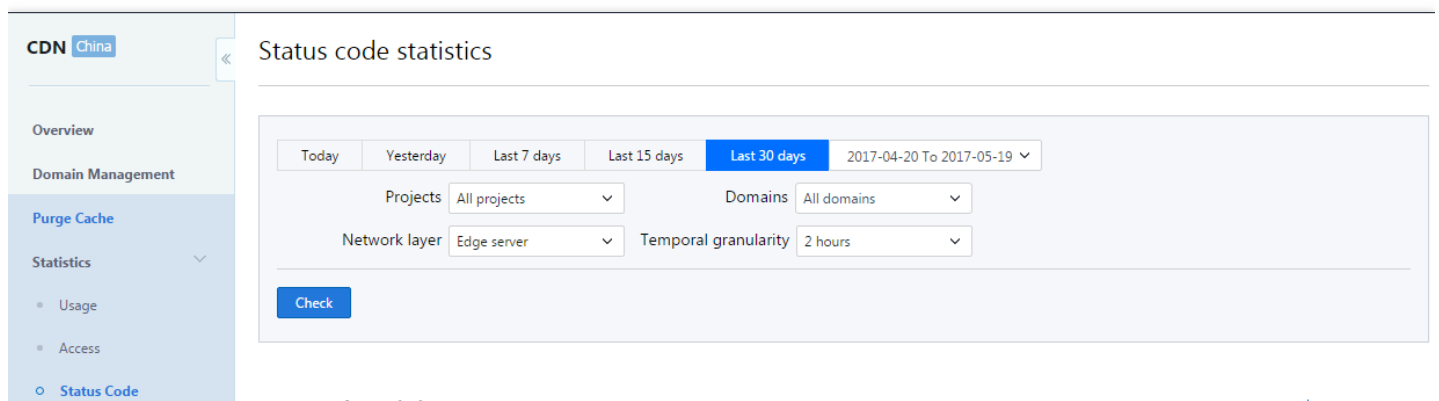 CDN China
Overview
Domain Management
Purge Cache
Statistics
Usage
Access
Status Code
Status code statistics
Today Yesterday Last 7 days Last 15 days Last 30 days 2017-04-20 To 2017-05-19
Projects All projects Domains All domains
Network layer Edge server Temporal granularity 2 hours
Check